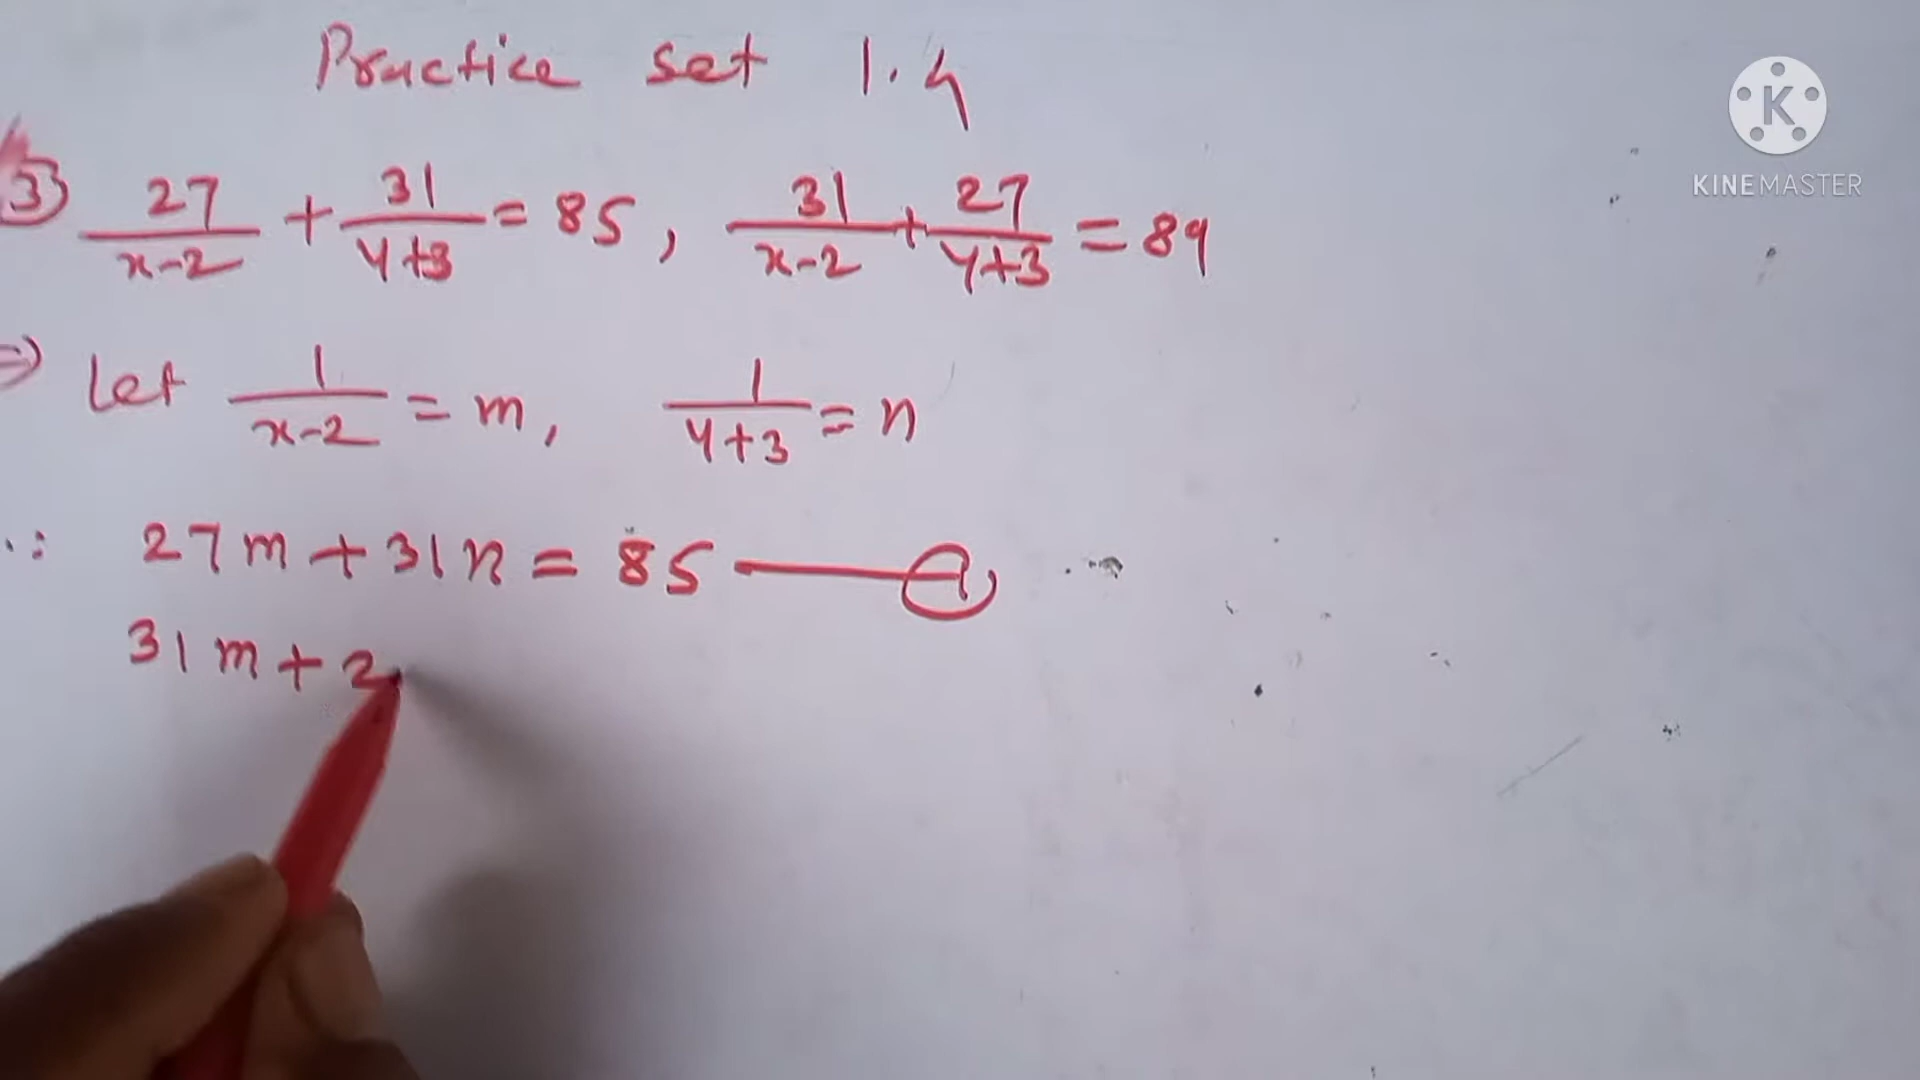 Practice set 1.4
KINEMASTER
3) 27/(x-2) + 31/(y+3) = 85, 31/(x-2) + 27/(y+3) = 89
⇒ Let 1/(x-2) = m, 1/(y+3) = n
∴ 27m + 31n = 85 —
31m + 2